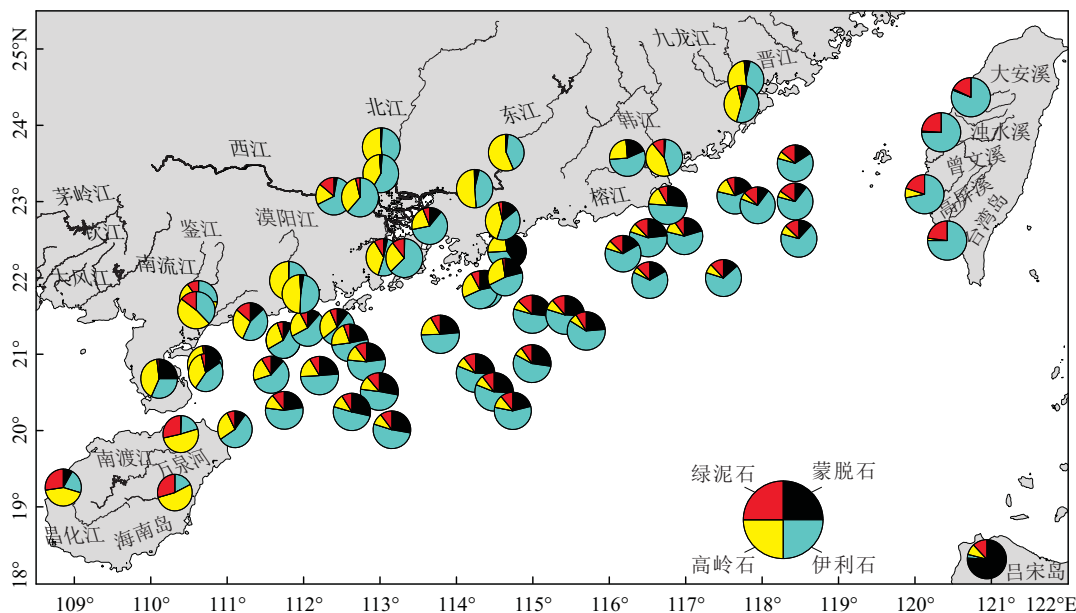 25°N
24°
23°
22°
21°
20°
19°
18°
109°
110°
111°
112°
113°
114°
115°
116°
117°
118°
119°
120°
121°
122°E
九龙江
晋江
大安溪
北江
东江
韩江
浊水溪
西江
曾文溪
茅岭江
榕江
高屏溪
钦江
鉴江
漠阳江
台湾岛
大风江
南流江
南渡江
万泉河
昌化江
海南岛
绿泥石
蒙脱石
高岭石
伊利石
吕宋岛